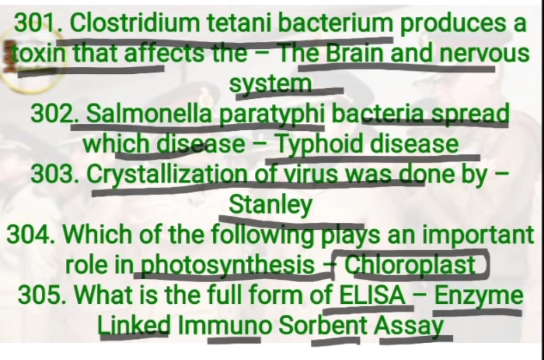 301. Clostridium tetani bacterium produces a
toxin that affects the – The Brain and nervous
system
302. Salmonella paratyphi bacteria spread
which disease – Typhoid disease
303. Crystallization of virus was done by –
Stanley
304. Which of the following plays an important
role in photosynthesis – Chloroplast
305. What is the full form of ELISA – Enzyme
Linked Immuno Sorbent Assay